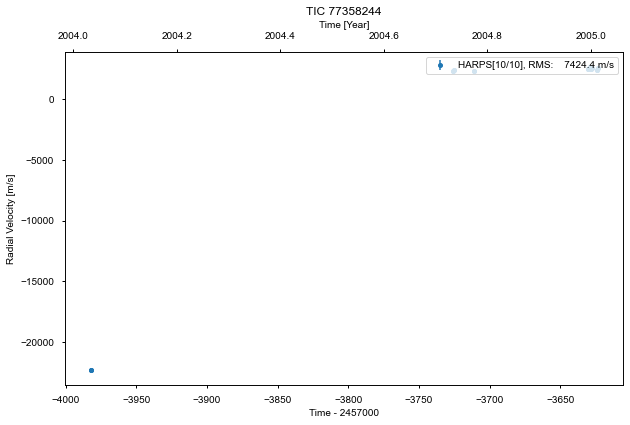 TIC 77358244
Time [Year]
2004.0 2004.2 2004.4 2004.6 2004.8 2005.0
HARPS[10/10], RMS: 7424.4 m/s
0
−5000
−10000
−15000
−20000
Radial Velocity [m/s]
−4000 −3950 −3900 −3850 −3800 −3750 −3700 −3650
Time - 2457000